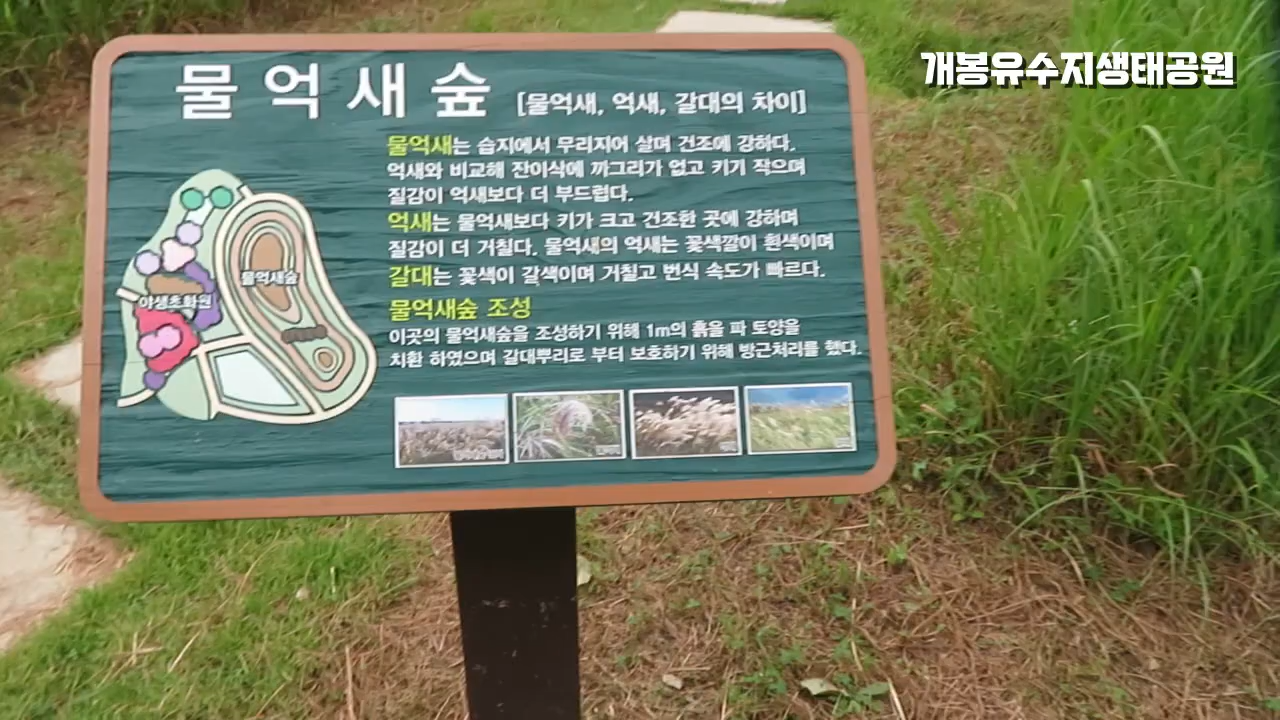 개봉유수지생태공원
물억새숲 [물억새, 억새, 갈대의 차이]
물억새는 습지에서 무리지어 살며 건조에 강하다.
억새와 비교해 잔이삭에 까그리가 없고 키기 작으며
질감이 억새보다 더 부드럽다.
억새는 물억새보다 키가 크고 건조한 곳에 강하며
질감이 더 거칠다. 물억새의 억새는 꽃색깔이 흰색이며
갈대는 꽃색이 갈색이며 거칠고 번식 속도가 빠르다.
물억새숲 조성
이곳의 물억새숲을 조성하기 위해 1m의 흙을 파 토양을
치환 하였으며 갈대뿌리로 부터 보호하기 위해 방근처리를 했다.
물억새숲
야생초화원